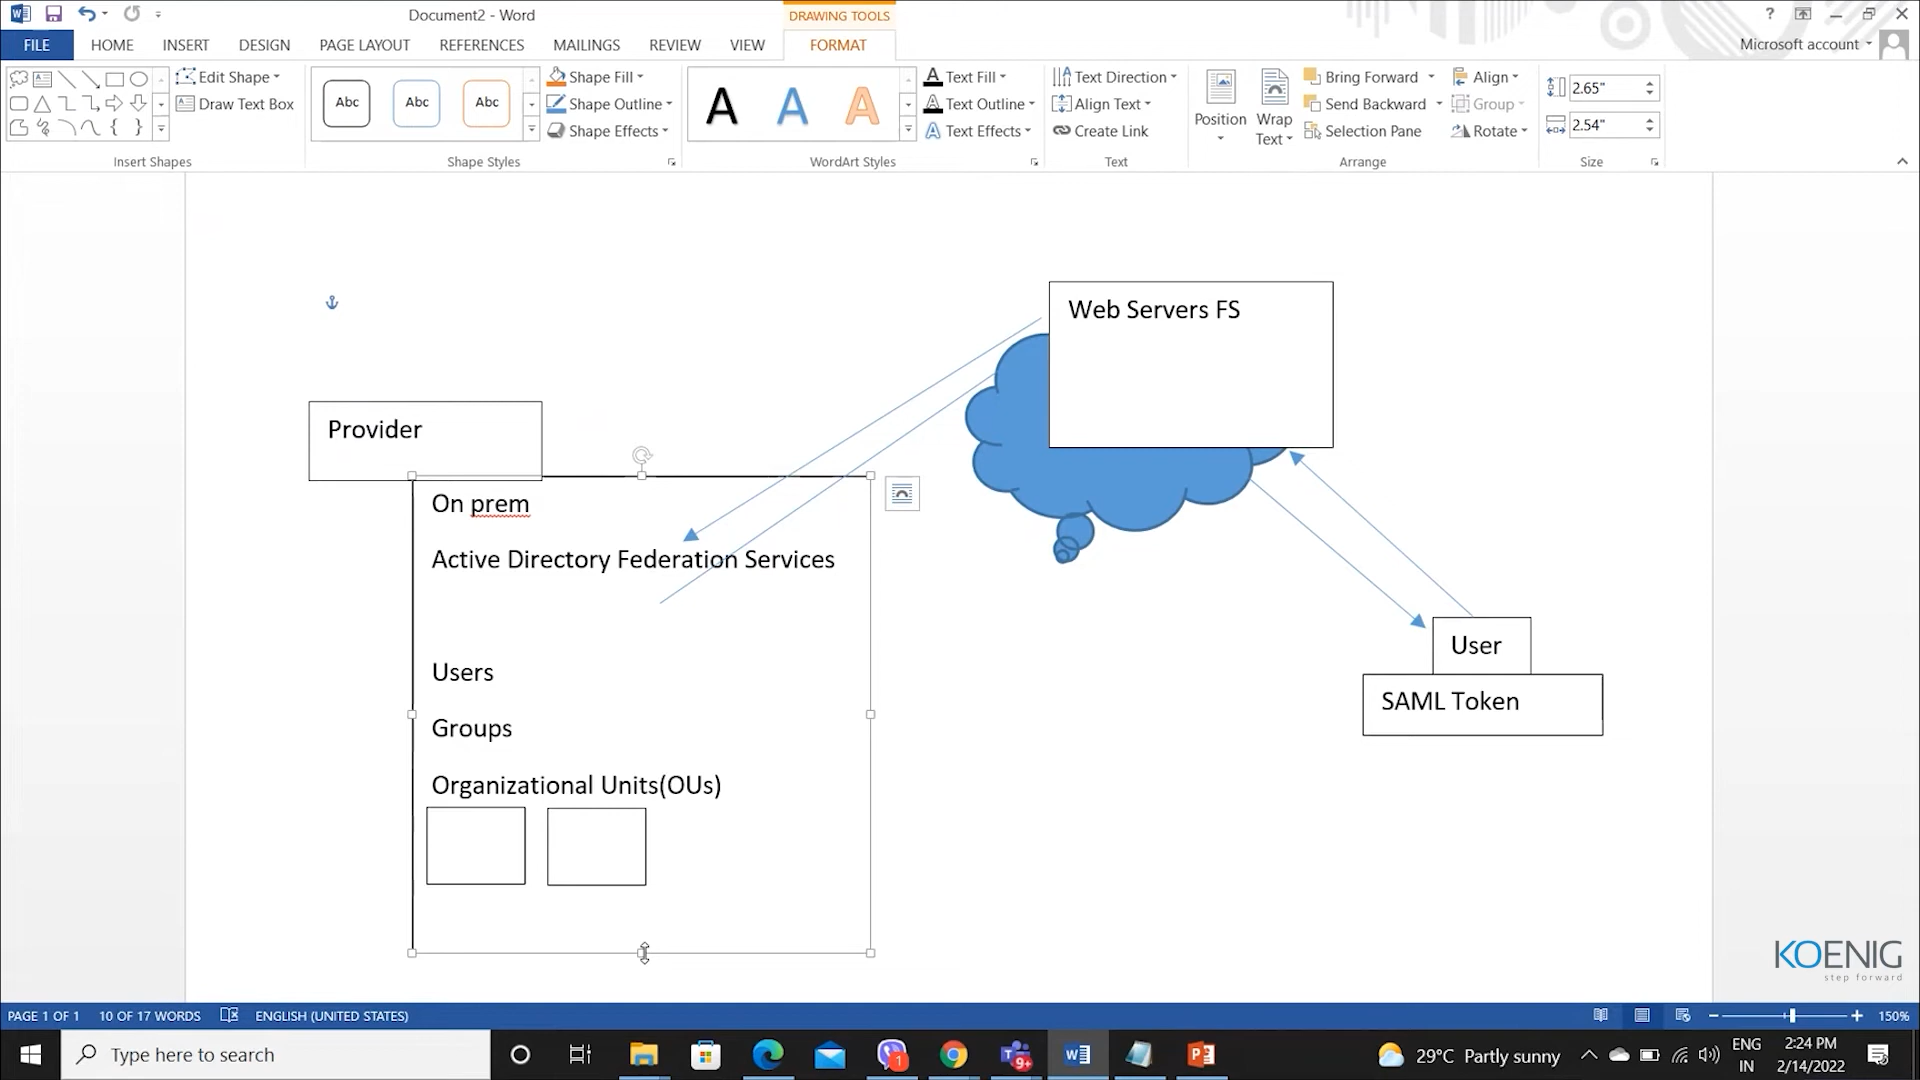 Document2 - Word
DRAWING TOOLS
?
FILE
HOME
INSERT
DESIGN
PAGE LAYOUT
REFERENCES
MAILINGS
REVIEW
VIEW
FORMAT
Microsoft account
Edit Shape
Draw Text Box
Insert Shapes
Abc
Abc
Abc
Shape Fill
Shape Outline
Shape Effects
Shape Styles
A
A
A
Text Fill
Text Outline
Text Effects
WordArt Styles
Text Direction
Align Text
Create Link
Text
Position
Wrap
Text
Bring Forward
Send Backward
Selection Pane
Align
Group
Rotate
Arrange
2.65"
2.54"
Size
Web Servers FS
Provider
On prem
Active Directory Federation Services
Users
Groups
Organizational Units(OUs)
User
SAML Token
KOENIG
step forward
PAGE 1 OF 1
10 OF 17 WORDS
ENGLISH (UNITED STATES)
150%
Type here to search
1
9+
29°C Partly sunny
ENG
IN
2:24 PM
2/14/2022